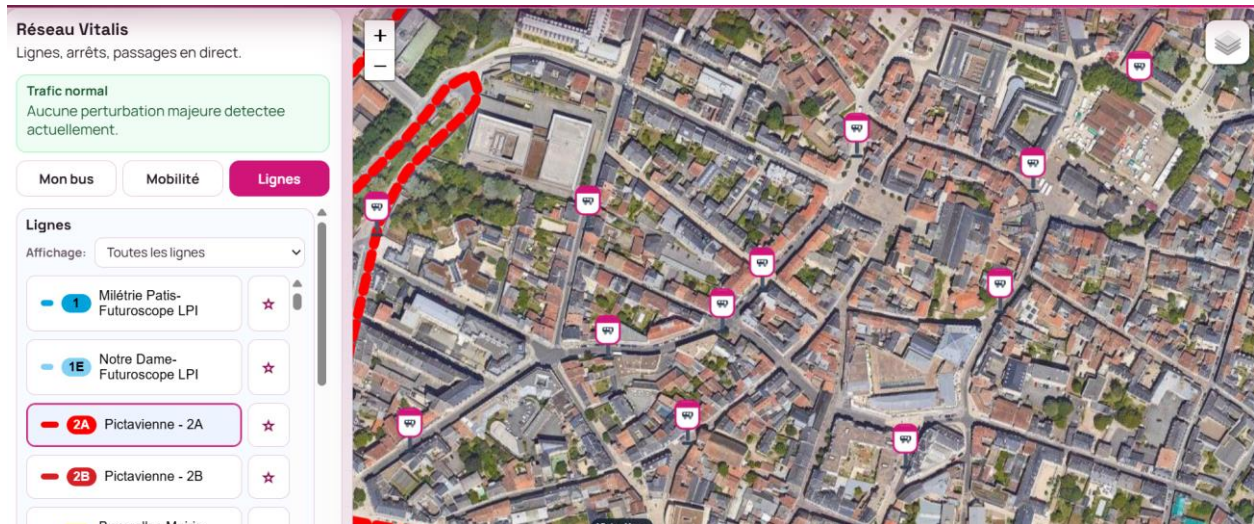 Réseau Vitalis
Lignes, arrêts, passages en direct.
Trafic normal
Aucune perturbation majeure detectee
actuellement.
Mon bus
Mobilité
Lignes
Lignes
Affichage:
Toutes les lignes
1
Milétrie Patis-
Futuroscope LPI
1E
Notre Dame-
Futuroscope LPI
2A
Pictavienne - 2A
2B
Pictavienne - 2B
+
−